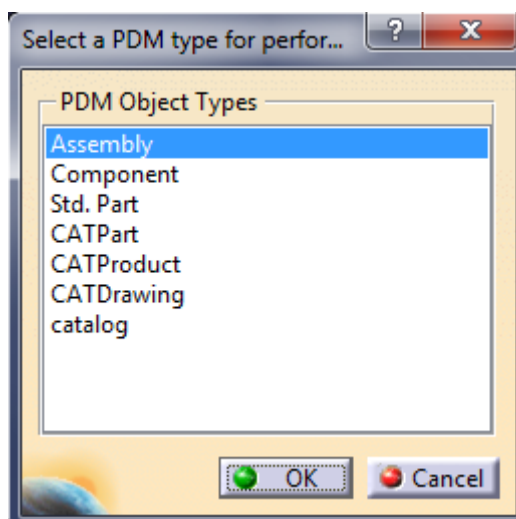 Select a PDM type for perfor...
?
X
PDM Object Types
Assembly
Component
Std. Part
CATPart
CATProduct
CATDrawing
catalog
OK Cancel